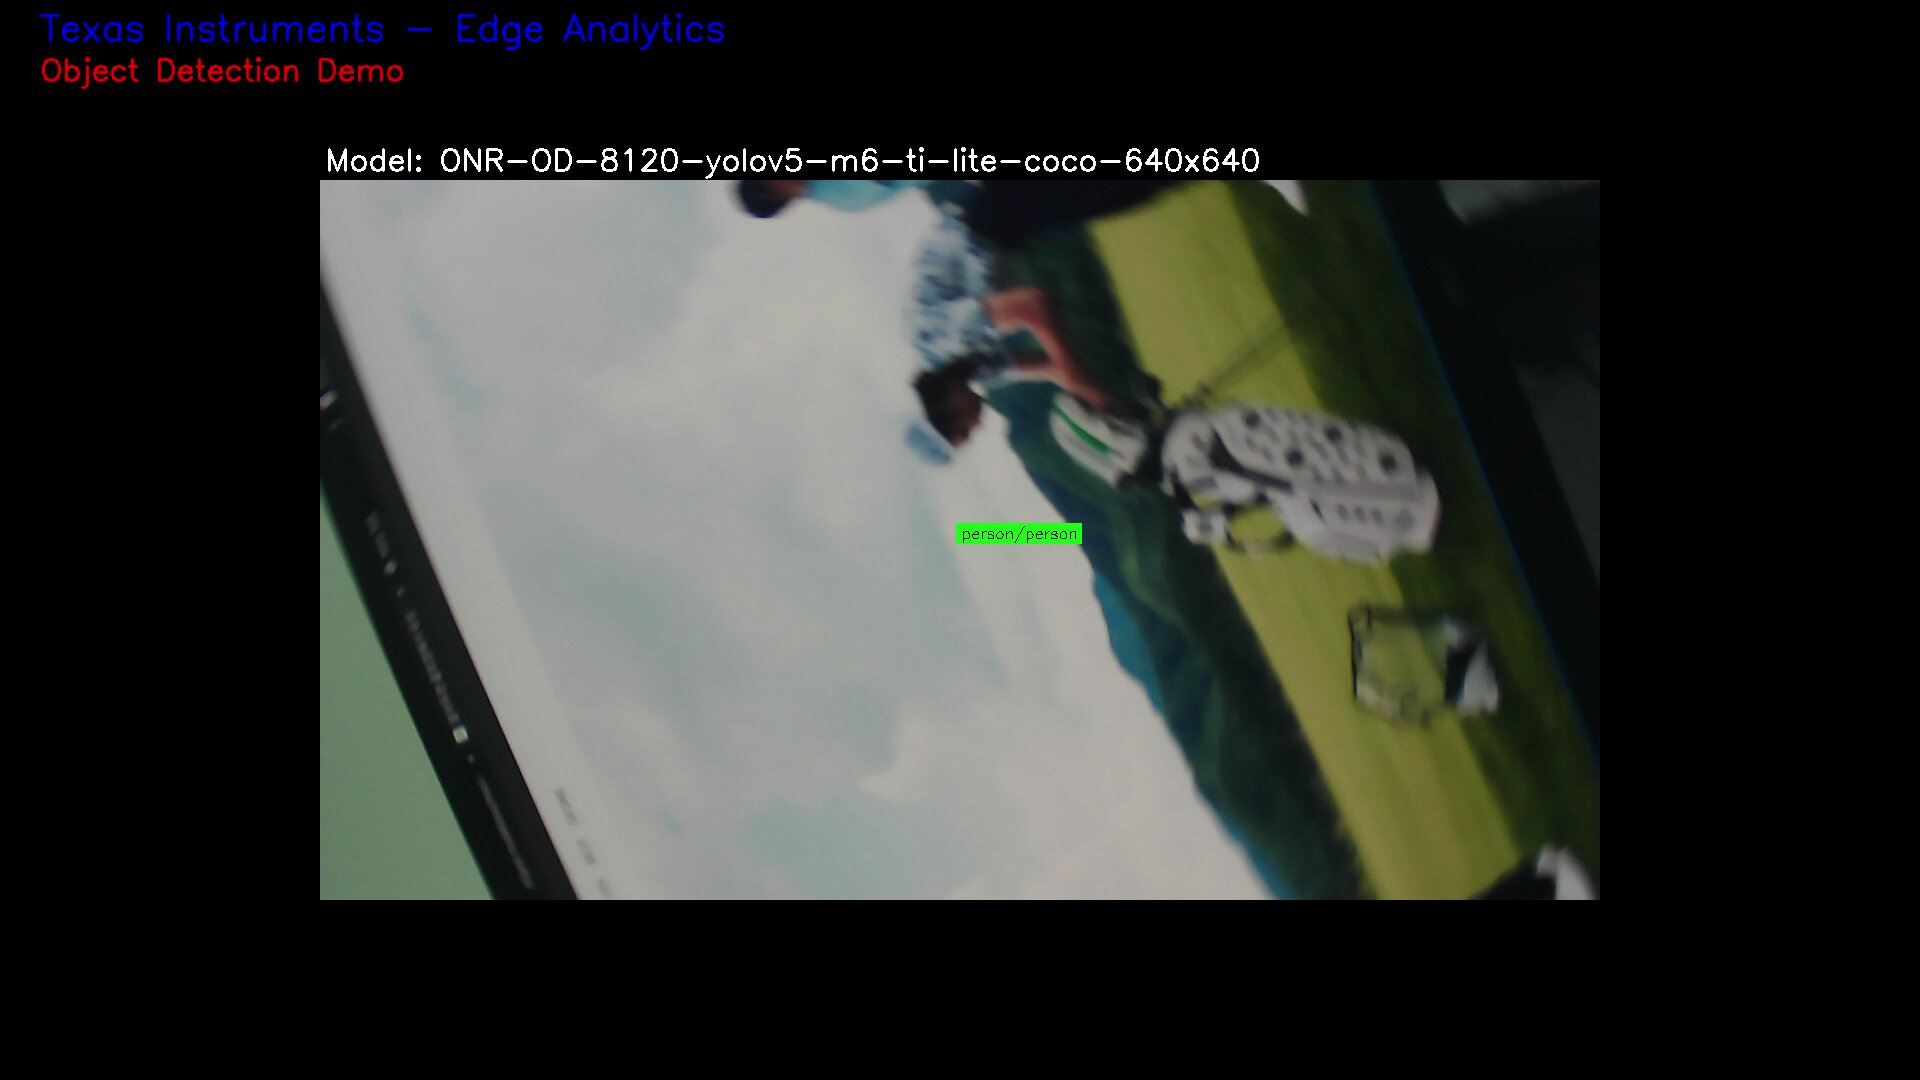 Texas Instruments - Edge Analytics
Object Detection Demo
Model: ONR-OD-8120-yolov5-m6-ti-lite-coco-640x640
person/person